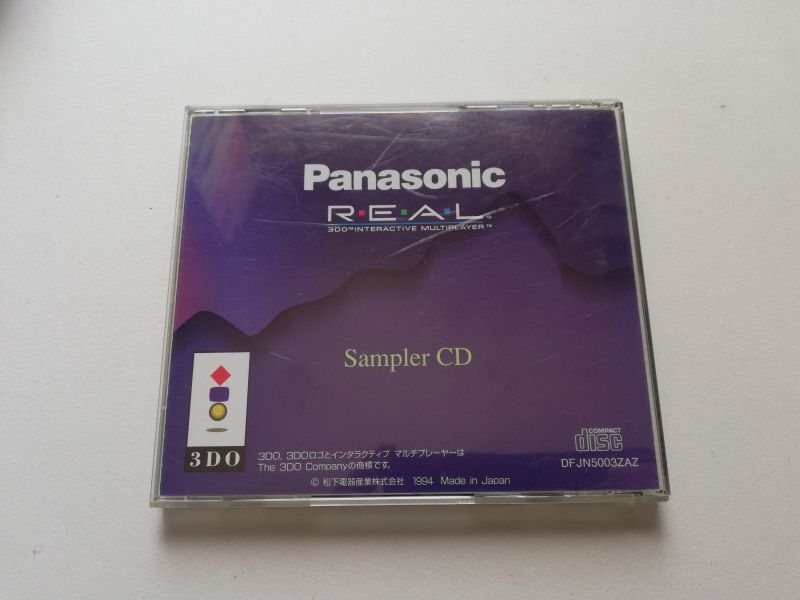 Panasonic
R·E·A·L™
3DO™ INTERACTIVE MULTIPLAYER™
Sampler CD
3DO
3DO, 3DOロゴとインタラクティブ マルチプレーヤーは
The 3DO Companyの商標です。
COMPACT
disc
DFJN5003ZAZ
© 松下電器産業株式会社 1994 Made in Japan